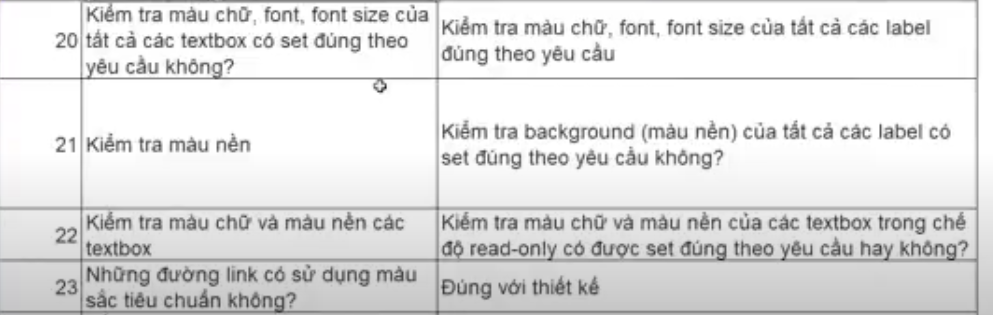 Kiểm tra màu chữ, font, font size của
20 tất cả các textbox có set đúng theo
yêu cầu không?
Kiểm tra màu chữ, font, font size của tất cả các label
đúng theo yêu cầu
21 Kiểm tra màu nền
Kiểm tra background (màu nền) của tất cả các label có
set đúng theo yêu cầu không?
22 Kiểm tra màu chữ và màu nền các
textbox
Kiểm tra màu chữ và màu nền của các textbox trong chế
độ read-only có được set đúng theo yêu cầu hay không?
23 Những đường link có sử dụng màu
sắc tiêu chuẩn không?
Đúng với thiết kế